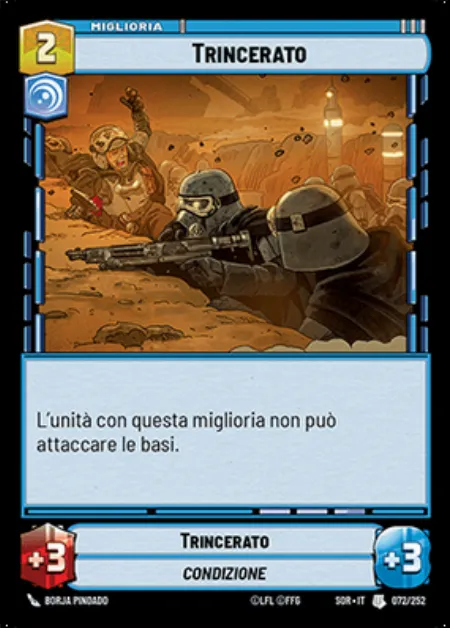 MIGLIORIA
2
TRINCERATO
L'unità con questa miglioria non può
attaccare le basi.
+3
TRINCERATO
CONDIZIONE
+3
BORJA PINDADO
©LFL ©FFG
SOR•IT
072/252